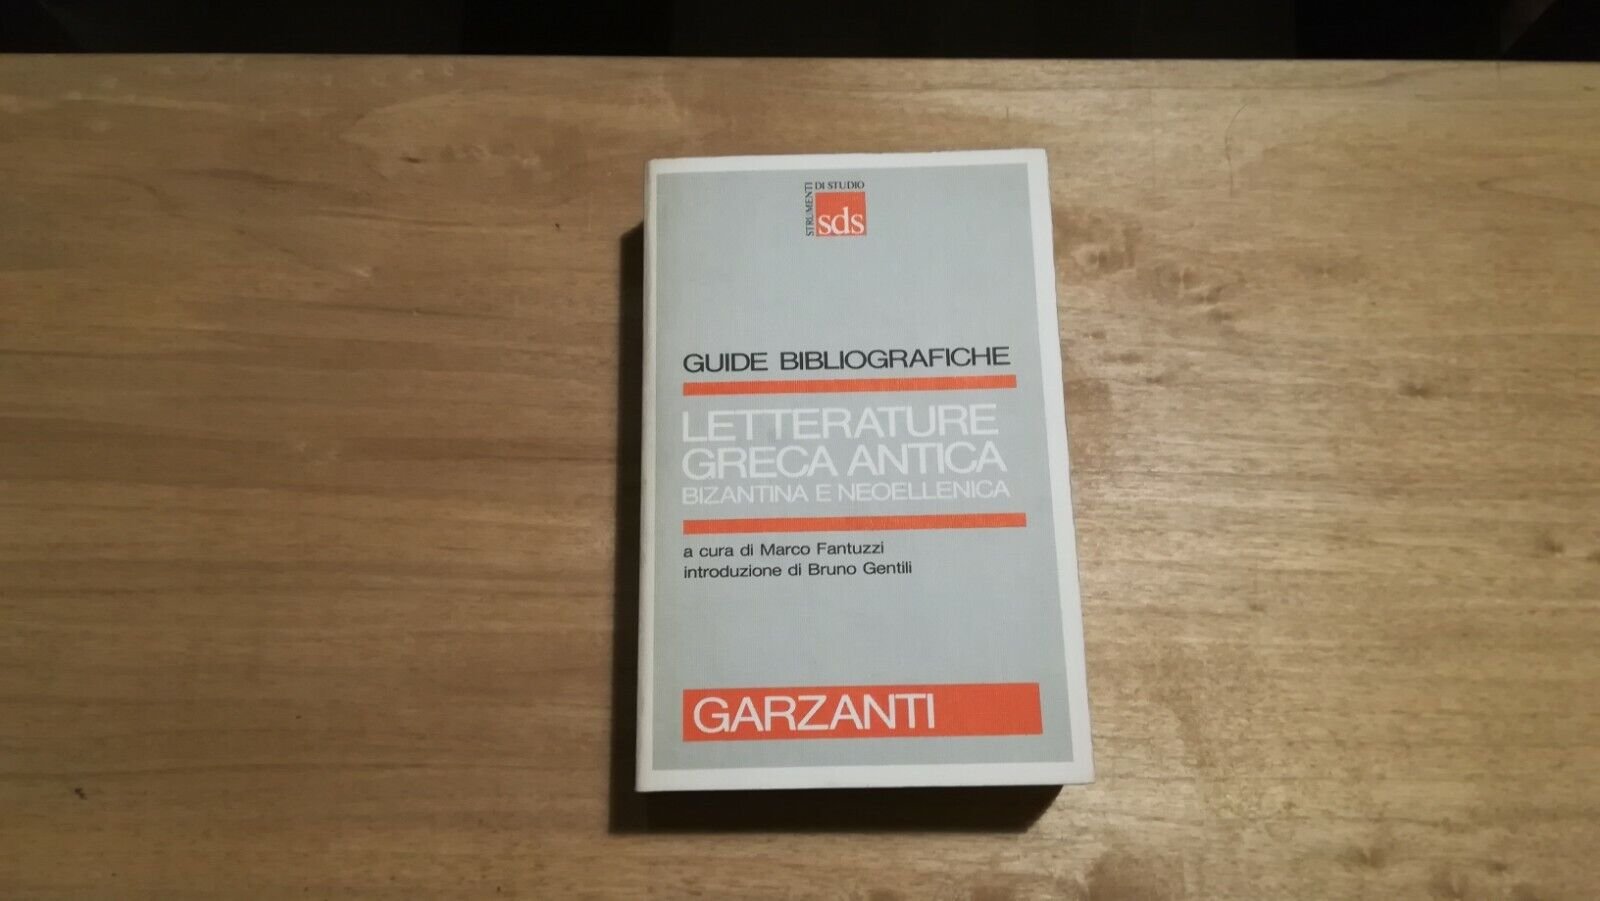 STRUMENTI
DI STUDIO
sds
GUIDE BIBLIOGRAFICHE
LETTERATURE
GRECA ANTICA
BIZANTINA E NEOELLENICA
a cura di Marco Fantuzzi
introduzione di Bruno Gentili
GARZANTI